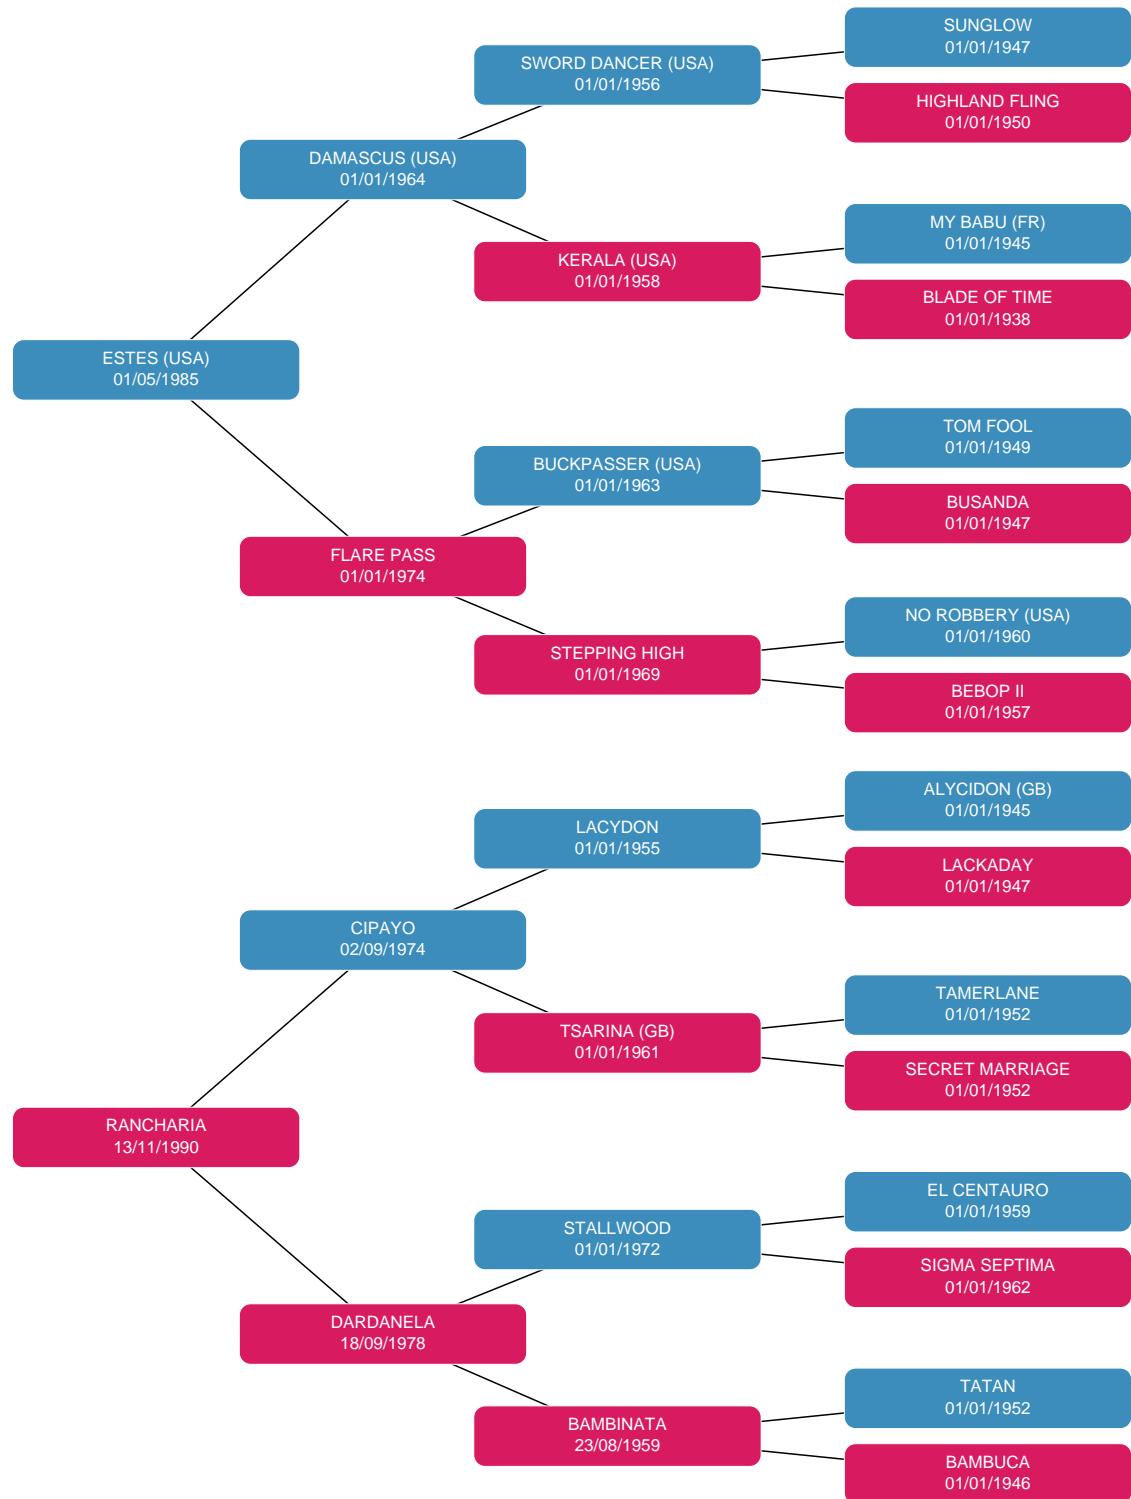 SUNGLOW
01/01/1947
SWORD DANCER (USA)
01/01/1956
HIGHLAND FLING
01/01/1950
DAMASCUS (USA)
01/01/1964
MY BABU (FR)
01/01/1945
KERALA (USA)
01/01/1958
BLADE OF TIME
01/01/1938
ESTES (USA)
01/05/1985
TOM FOOL
01/01/1949
BUCKPASSER (USA)
01/01/1963
BUSANDA
01/01/1947
FLARE PASS
01/01/1974
NO ROBBERY (USA)
01/01/1960
STEPPING HIGH
01/01/1969
BEBOP II
01/01/1957
ALYCIDON (GB)
01/01/1945
LACYDON
01/01/1955
LACKADAY
01/01/1947
CIPAYO
02/09/1974
TAMERLANE
01/01/1952
TSARINA (GB)
01/01/1961
SECRET MARRIAGE
01/01/1952
RANCHARIA
13/11/1990
EL CENTAURO
01/01/1959
STALLWOOD
01/01/1972
SIGMA SEPTIMA
01/01/1962
DARDANELA
18/09/1978
TATAN
01/01/1952
BAMBINATA
23/08/1959
BAMBUCA
01/01/1946